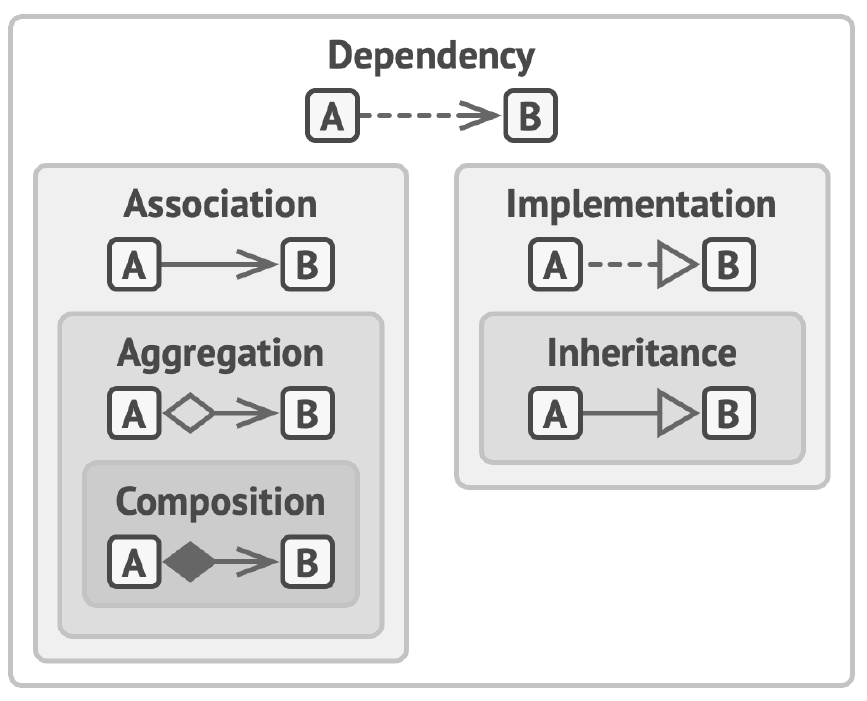 Dependency
A B
Association
A B
Aggregation
A B
Composition
A B
Implementation
A B
Inheritance
A B